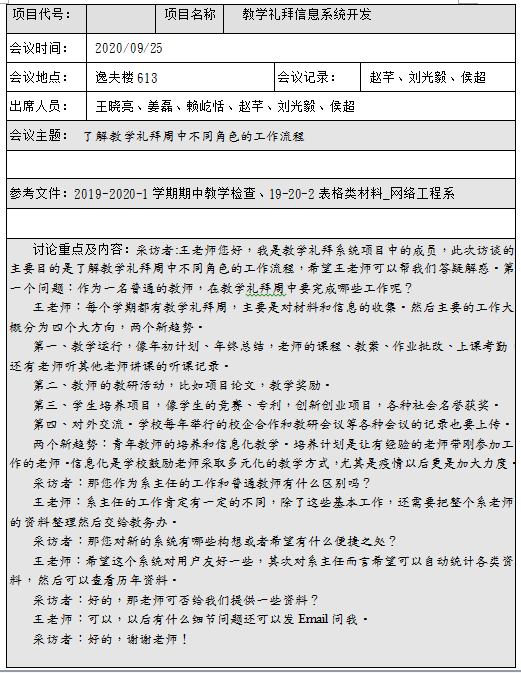 项目代号： 项目名称 教学礼拜信息系统开发
会议时间： 2020/09/25
会议地点： 逸夫楼613 会议记录： 赵芊、刘光毅、侯超
出席人员： 王晓亮、姜磊、赖屹恬、赵芊、刘光毅、侯超
会议主题： 了解教学礼拜周中不同角色的工作流程
参考文件：2019-2020-1学期期中教学检查、19-20-2表格类材料_网络工程系
讨论重点及内容：采访者:王老师您好，我是教学礼拜系统项目中的成员，此次访谈的
主要目的是了解教学礼拜周中不同角色的工作流程，希望王老师可以帮我们答疑解惑。第
一个问题：作为一名普通的教师，在教学礼拜周中要完成哪些工作呢？
王老师：每个学期都有教学礼拜周，主要是对材料和信息的收集。然后主要的工作大
概分为四个大方向，两个新趋势。
第一、教学运行，像年初计划、年终总结，老师的课程、教案、作业批改、上课考勤
还有老师听其他老师讲课的听课记录。
第二、教师的教研活动，比如项目论文，教学奖励。
第三、学生培养项目，像学生的竞赛、专利，创新创业项目，各种社会名誉获奖。
第四、对外交流。学校每年举行的校企合作和教研会议等各种会议的记录也要上传。
两个新趋势：青年教师的培养和信息化教学。培养计划是让有经验的老师带刚参加工
作的老师。信息化是学校鼓励老师采取多元化的教学方式，尤其是疫情以后更是加大力度。
采访者：那您作为系主任的工作和普通教师有什么区别吗？
王老师：系主任的工作肯定有一定的不同，除了这些基本工作，还需要把整个系老师
的资料整理然后交给教务办。
采访者：那您对新的系统有哪些构想或者希望有什么便捷之处？
王老师：希望这个系统对用户友好一些，其次对系主任而言希望可以自动统计各类资
料，然后可以查看历年资料。
采访者：好的，那老师可否给我们提供一些资料？
王老师：可以，以后有什么细节问题还可以发Email问我。
采访者：好的，谢谢老师！